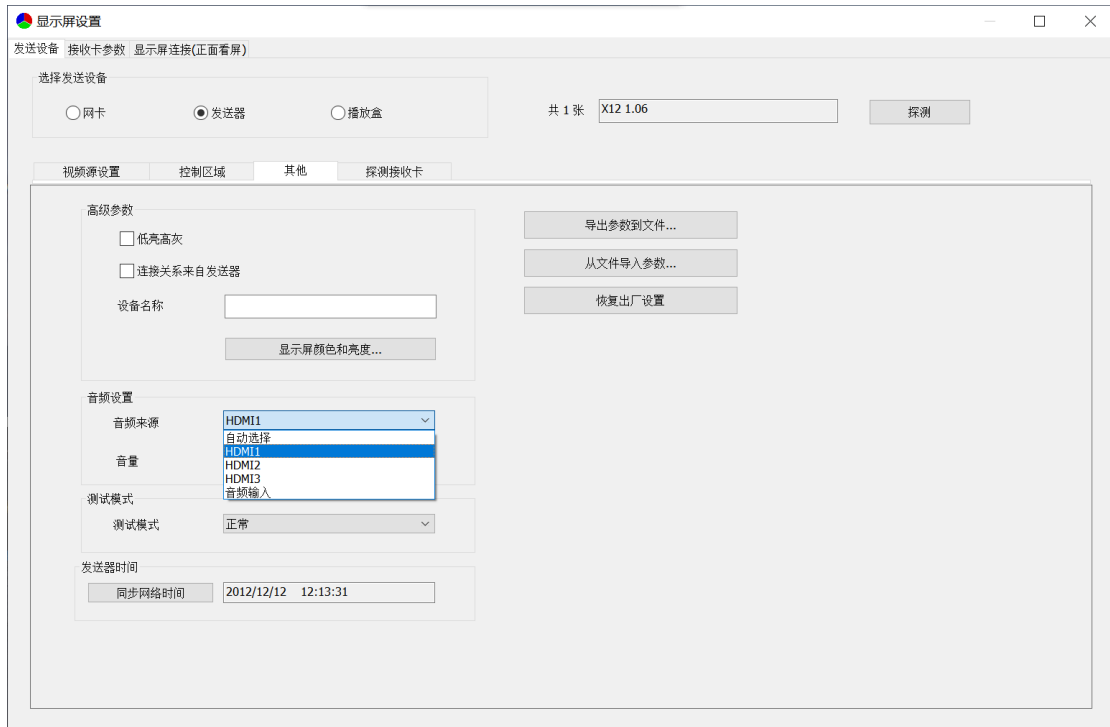 显示屏设置
发送设备 接收卡参数 显示屏连接(正面看屏)
选择发送设备
网卡 发送器 播放盒
共 1 张 X12 1.06 探测
视频源设置 控制区域 其他 探测接收卡
高级参数
低亮高灰
连接关系来自发送器
设备名称
显示屏颜色和亮度...
导出参数到文件...
从文件导入参数...
恢复出厂设置
音频设置
音频来源 HDMI1
自动选择
HDMI1
HDMI2
HDMI3
音频输入
音量
测试模式
测试模式 正常
发送器时间
同步网络时间 2012/12/12 12:13:31